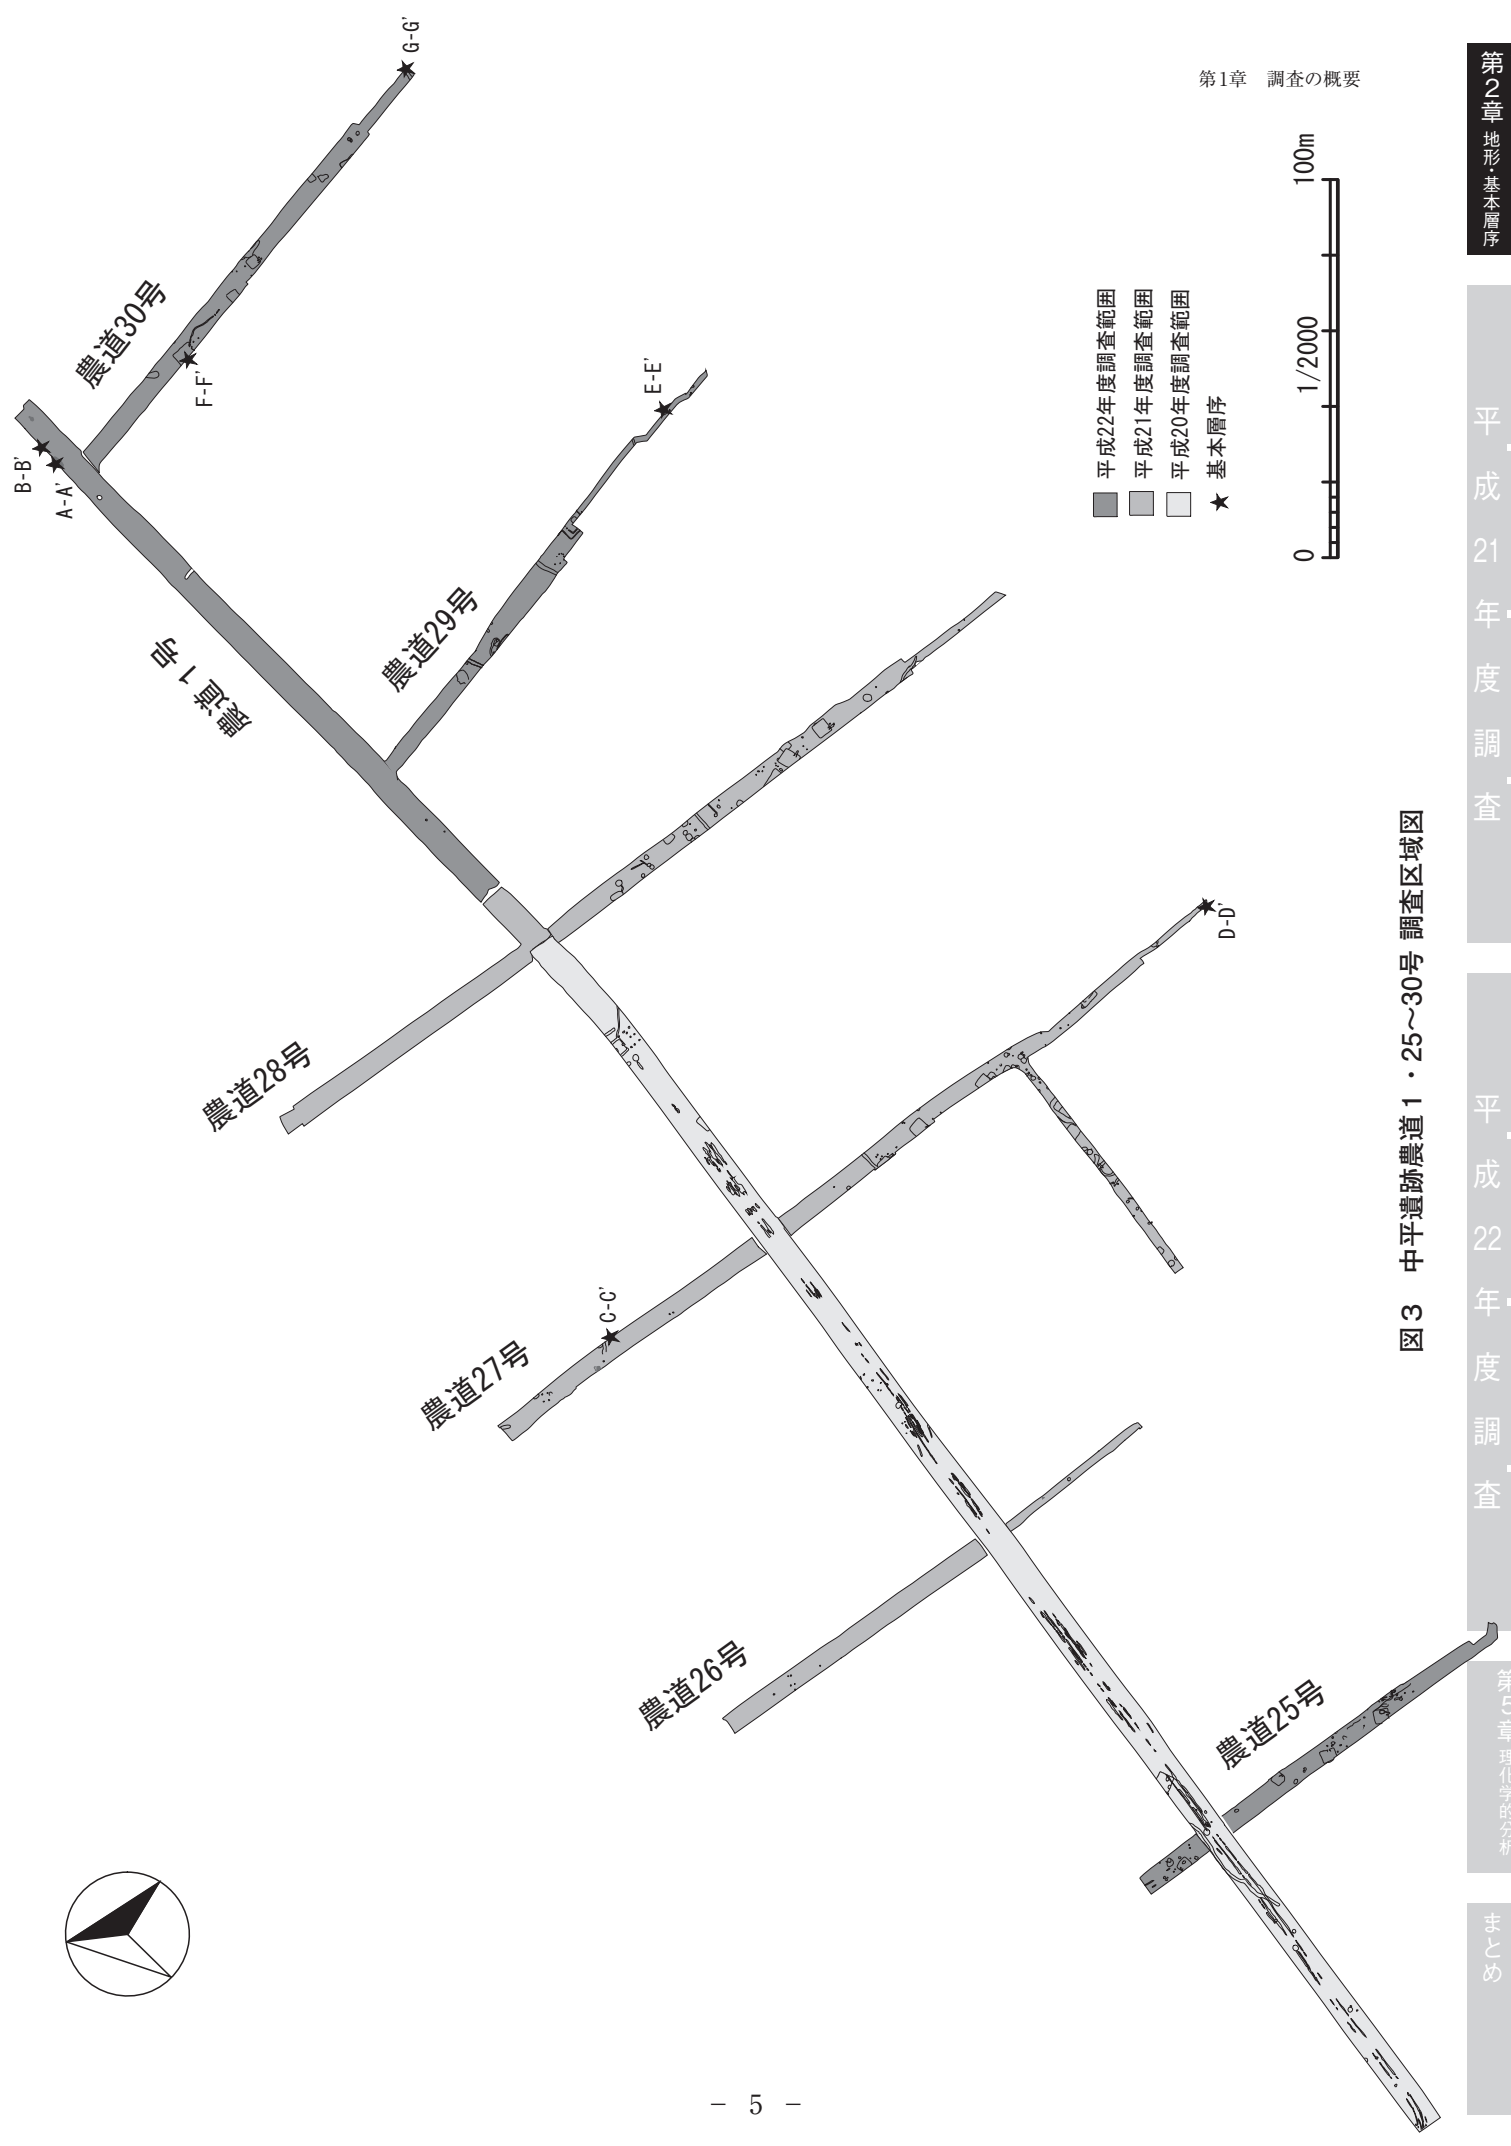 第1章　調査の概要
G-G'
農道30号
F-F'
B-B'
A-A'
E-E'
農道1号
農道29号
農道28号
D-D'
農道27号
C-C'
農道26号
農道25号
平成22年度調査範囲
平成21年度調査範囲
平成20年度調査範囲
基本層序
0
1/2000
100m
図3　中平遺跡農道1・25～30号 調査区域図
第2章 地形・基本層序
平成21年度調査
平成22年度調査
第5章 理化学的分析
まとめ
－ 5 －